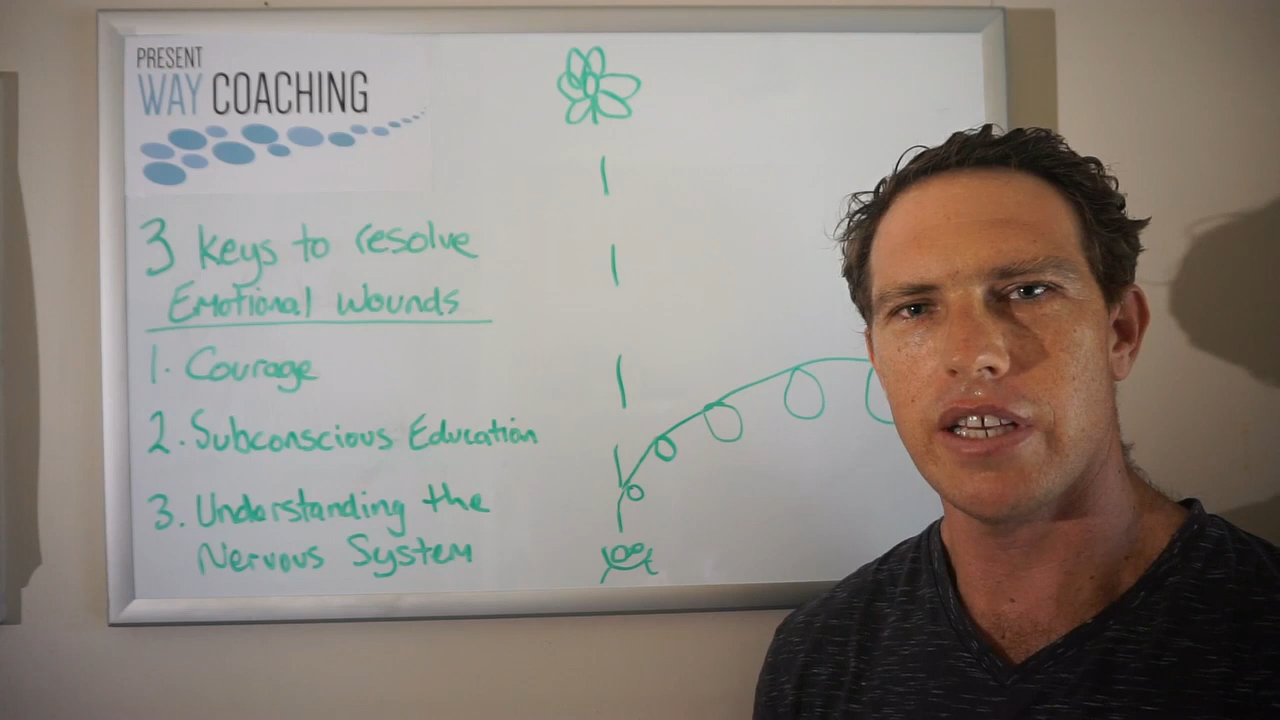 PRESENT
WAY COACHING
3 Keys to resolve
Emotional Wounds
1. Courage
2. Subconscious Education
3. Understanding the
Nervous System